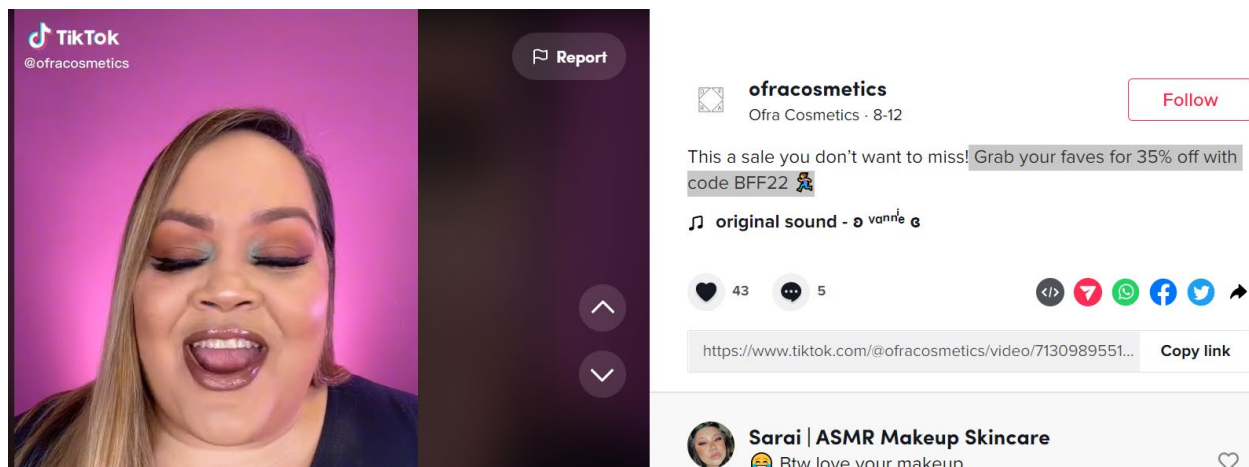 TikTok
@ofracosmetics
Report
ofracosmetics
Ofra Cosmetics · 8-12
Follow
This a sale you don’t want to miss! Grab your faves for 35% off with
code BFF22 🏃
♫ original sound - ʚ ᵛᵃⁿⁿⁱᵉ ɞ
43
5
https://www.tiktok.com/@ofracosmetics/video/7130989551...
Copy link
Sarai | ASMR Makeup Skincare
😂 Btw love your makeup